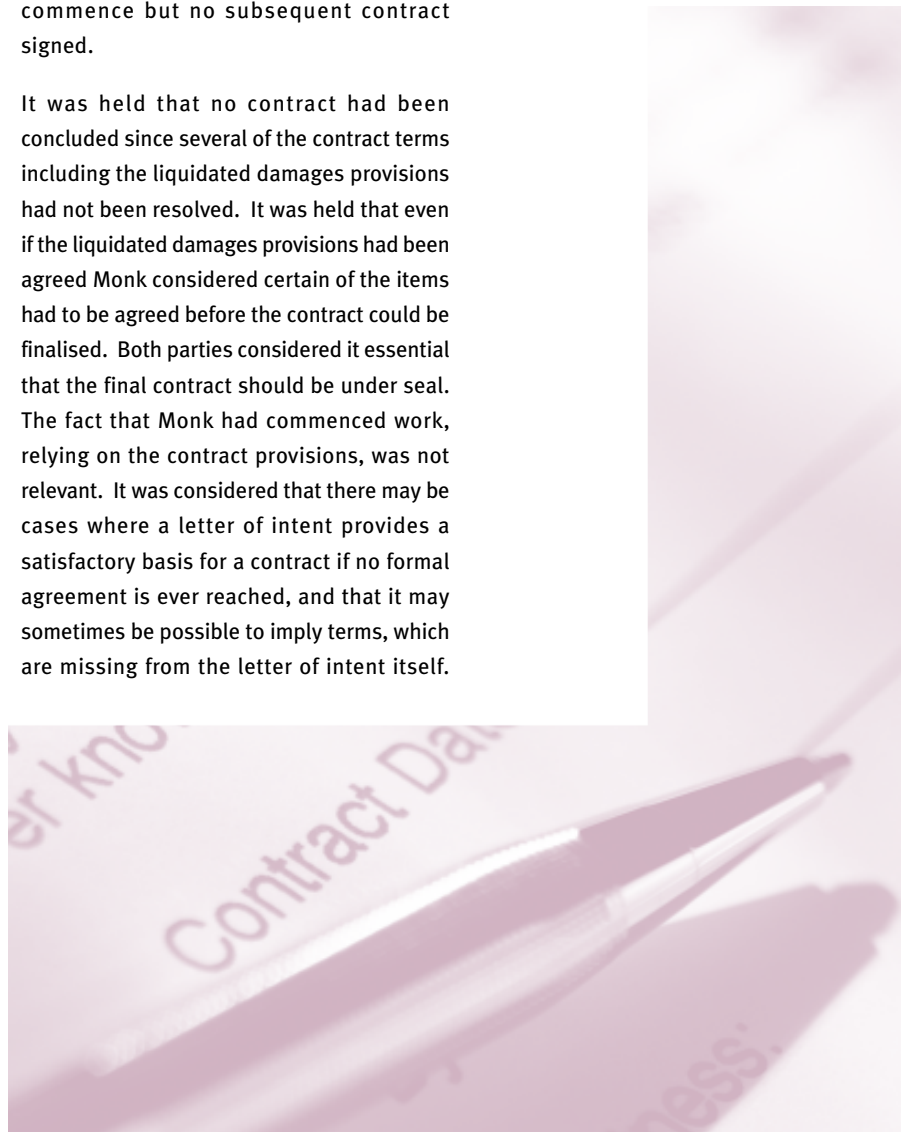 commence but no subsequent contract
signed.
It was held that no contract had been
concluded since several of the contract terms
including the liquidated damages provisions
had not been resolved. It was held that even
if the liquidated damages provisions had been
agreed Monk considered certain of the items
had to be agreed before the contract could be
finalised. Both parties considered it essential
that the final contract should be under seal.
The fact that Monk had commenced work,
relying on the contract provisions, was not
relevant. It was considered that there may be
cases where a letter of intent provides a
satisfactory basis for a contract if no formal
agreement is ever reached, and that it may
sometimes be possible to imply terms, which
are missing from the letter of intent itself.
Contract